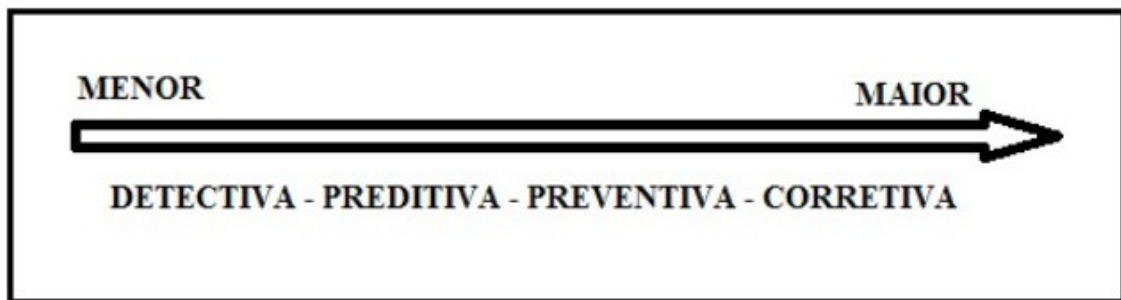 MENOR
MAIOR
DETECTIVA - PREDITIVA - PREVENTIVA - CORRETIVA